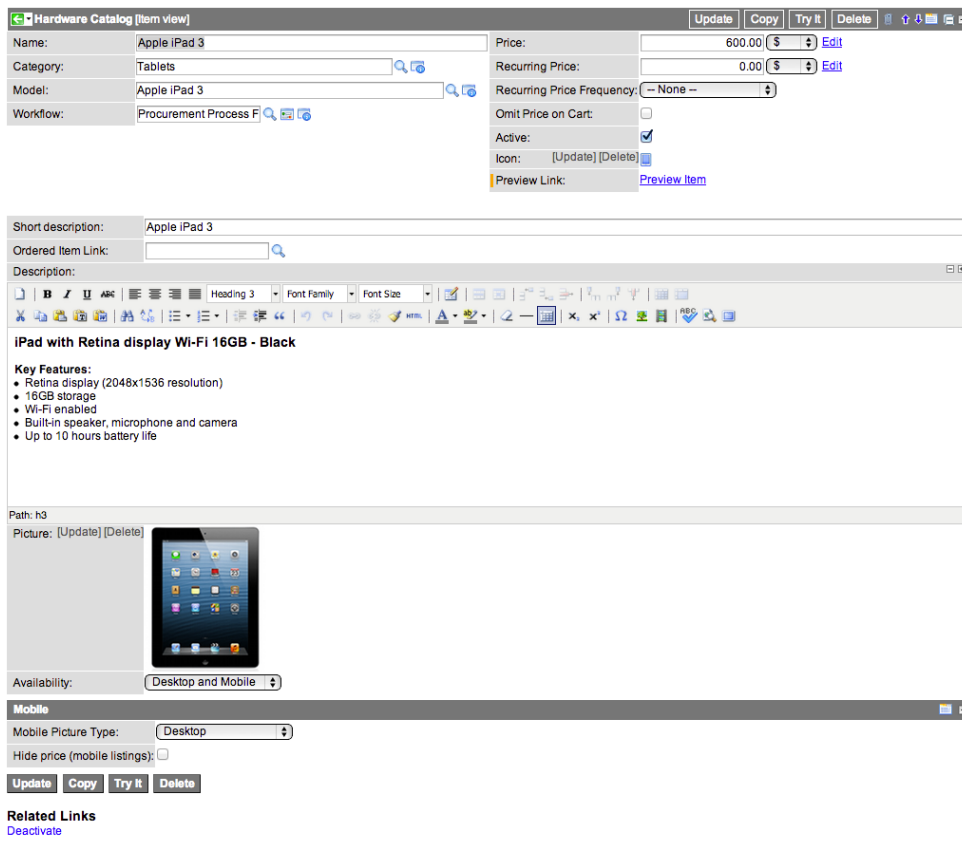 Hardware Catalog [Item view] Update Copy Try It Delete
Name: Apple iPad 3 Price: 600.00 $ Edit
Category: Tablets Recurring Price: 0.00 $ Edit
Model: Apple iPad 3 Recurring Price Frequency: -- None --
Workflow: Procurement Process F Omit Price on Cart:
Active:
Icon: [Update] [Delete]
Preview Link: Preview Item
Short description: Apple iPad 3
Ordered Item Link:
Description:
B I U ABC Heading 3 Font Family Font Size
HTML A ab ABC
iPad with Retina display Wi-Fi 16GB - Black
Key Features:
• Retina display (2048x1536 resolution)
• 16GB storage
• Wi-Fi enabled
• Built-in speaker, microphone and camera
• Up to 10 hours battery life
Path: h3
Picture: [Update] [Delete]
Availability: Desktop and Mobile
Mobile
Mobile Picture Type: Desktop
Hide price (mobile listings):
Update Copy Try It Delete
Related Links
Deactivate